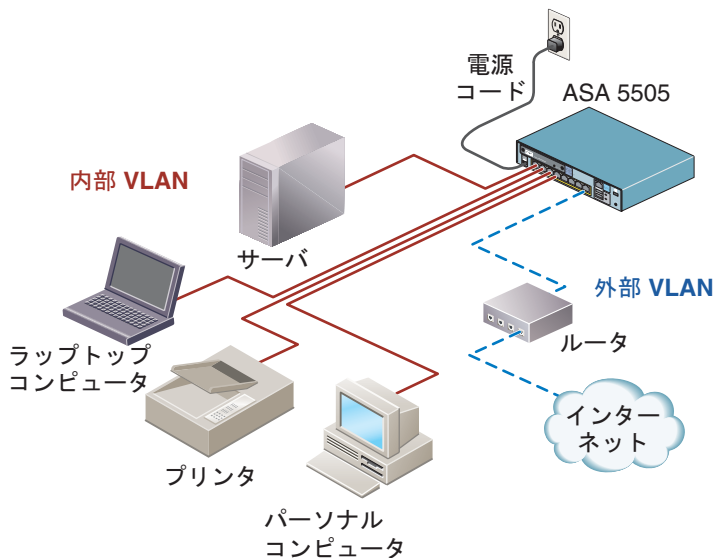 電源
コード
ASA 5505
内部 VLAN
サーバ
外部 VLAN
ラップトップ
コンピュータ
ルータ
プリンタ
インター
ネット
パーソナル
コンピュータ